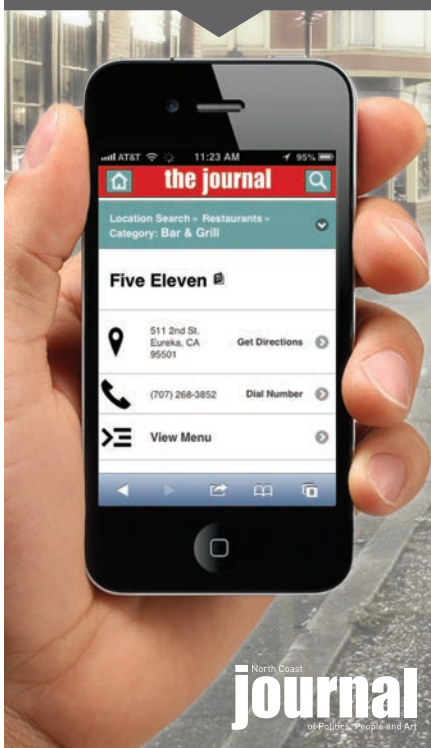 AT&T 11:23 AM 95%
the journal
Location Search » Restaurants »
Category: Bar & Grill
Five Eleven
511 2nd St.
Eureka, CA
95501
Get Directions
(707) 268-3852 Dial Number
View Menu
North Coast
journal
of Politics, People and Art